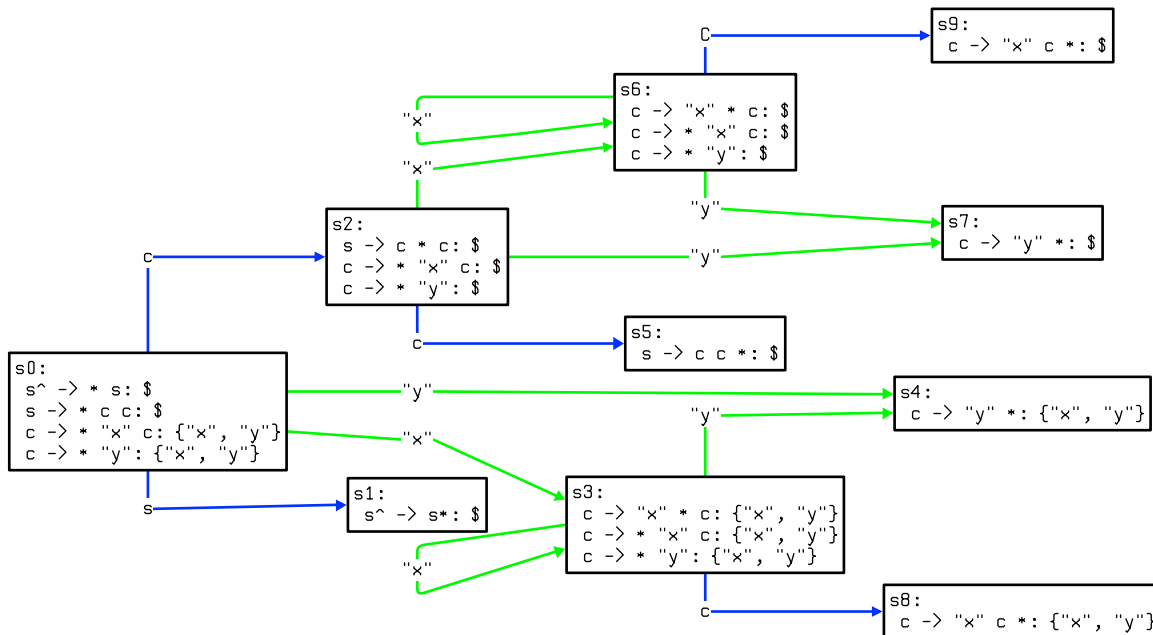 C
s9:
c -> "x" c *: $
s6:
c -> "x" * c: $
c -> * "x" c: $
c -> * "y": $
"x"
"x"
"y"
s2:
s -> c * c: $
c -> * "x" c: $
c -> * "y": $
s7:
c -> "y" *: $
"y"
c
c
s5:
s -> c c *: $
s0:
s^ -> * s: $
s -> * c c: $
c -> * "x" c: {"x", "y"}
c -> * "y": {"x", "y"}
"y"
"x"
"y"
s4:
c -> "y" *: {"x", "y"}
s
s1:
s^ -> s*: $
s3:
c -> "x" * c: {"x", "y"}
c -> * "x" c: {"x", "y"}
c -> * "y": {"x", "y"}
"x"
c
s8:
c -> "x" c *: {"x", "y"}